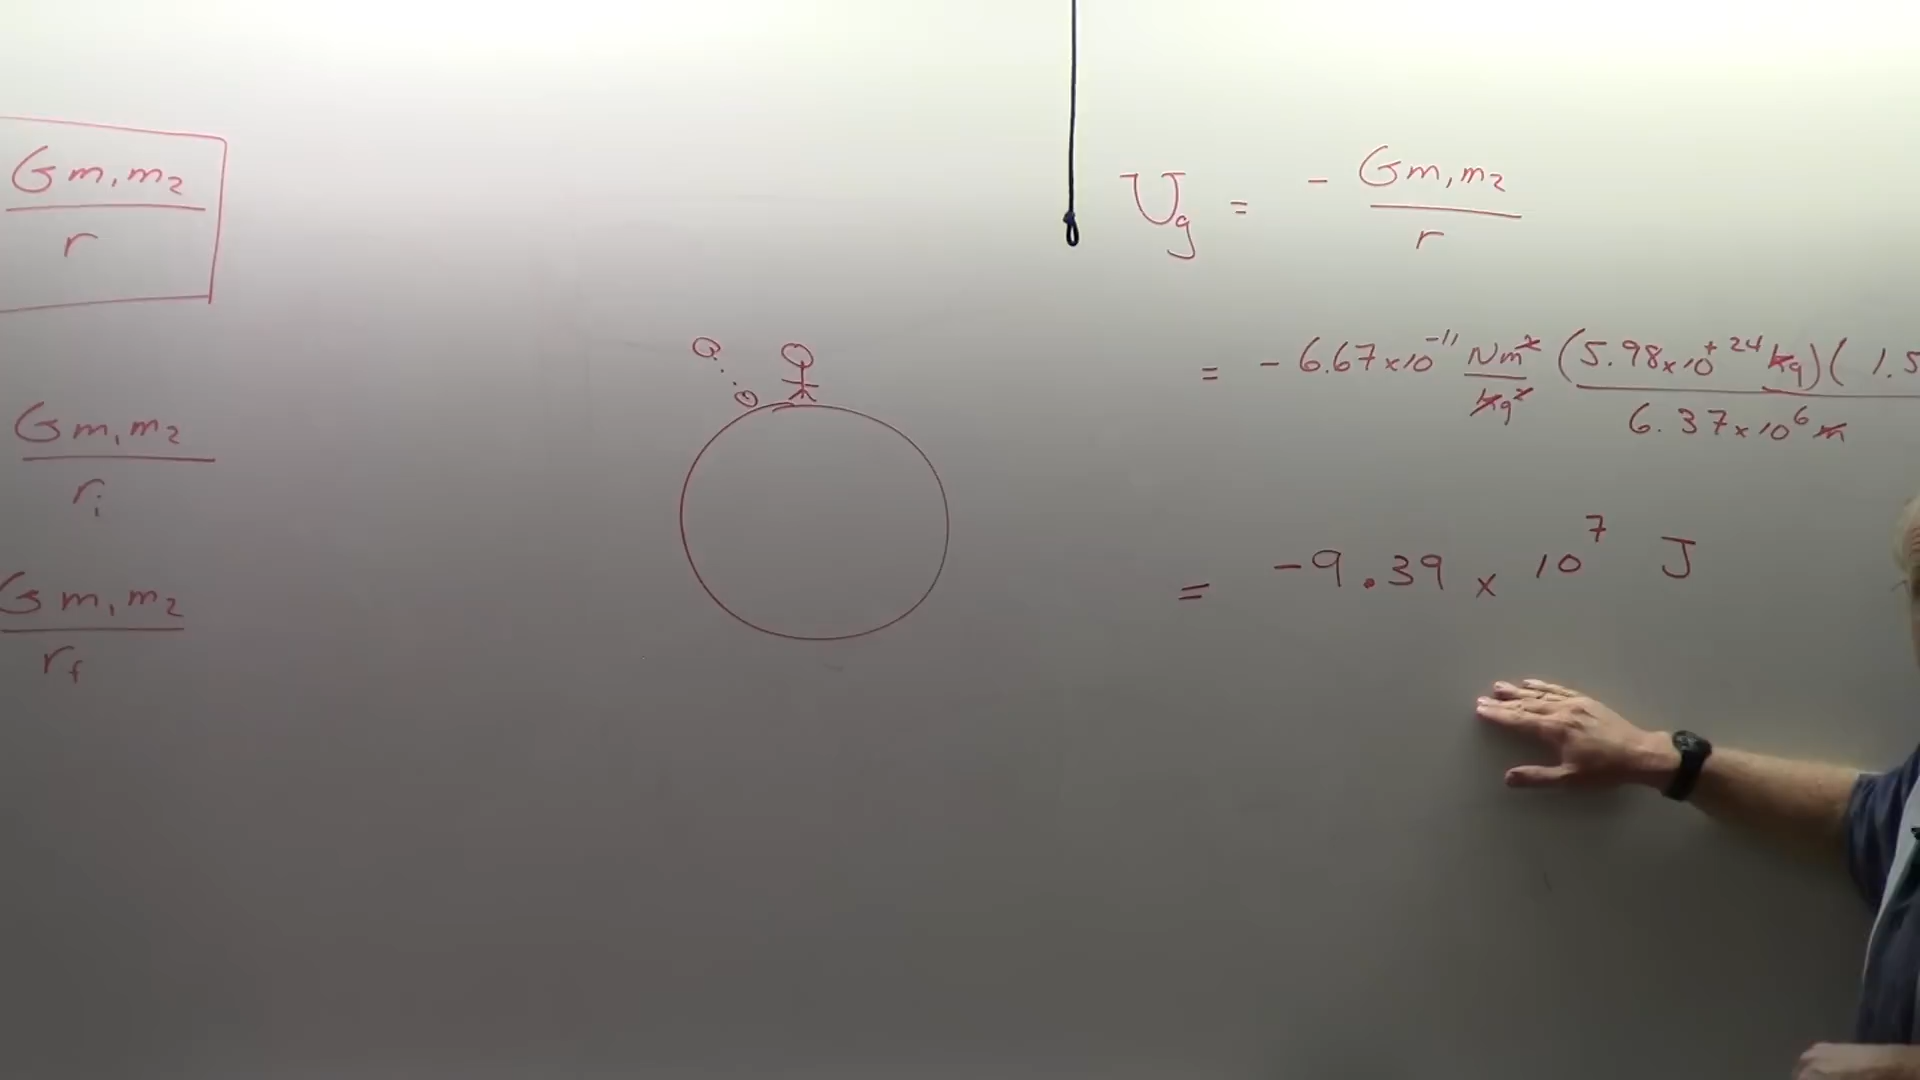 Gm₁m₂
r
Gm₁m₂
rᵢ
Gm₁m₂
r_f
U_g = - Gm₁m₂
r
= - 6.67x10⁻¹¹ Nm² (5.98x10⁺²⁴ kg)( 1.5
kg² 6.37x10⁶ m
= -9.39 x 10⁷ J